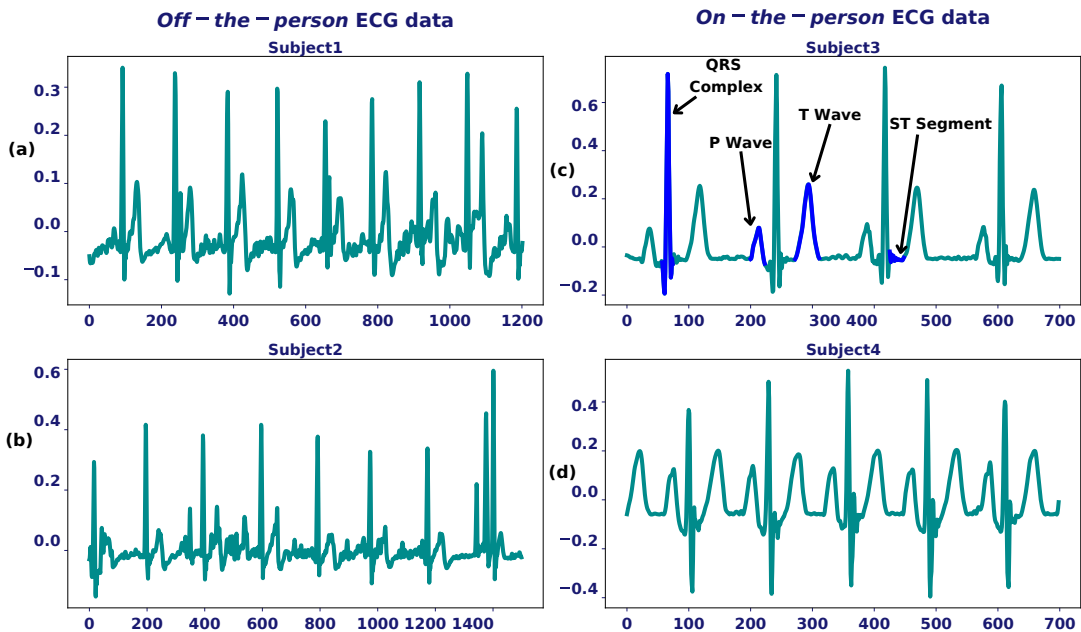 Off − the − person ECG data
On − the − person ECG data
Subject1
0.3
0.2
0.1
0.0
−0.1
(a)
0 200 400 600 800 1000 1200
Subject3
QRS
Complex
T Wave
ST Segment
P Wave
0.6
0.4
0.2
0.0
−0.2
(c)
0 100 200 300 400 500 600 700
Subject2
0.6
0.4
0.2
0.0
(b)
0 200 400 600 800 1000 1200 1400
Subject4
0.4
0.2
0.0
−0.2
−0.4
(d)
0 100 200 300 400 500 600 700